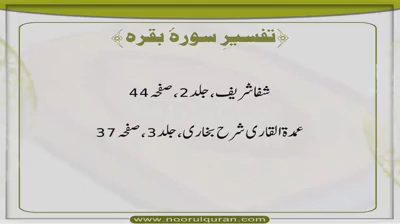 تفسیرِ سورۂ بقرہ
شفا شریف، جلد 2، صفحہ 44
عمدۃ القاری شرح بخاری، جلد 3، صفحہ 37
www.noorulquran.com